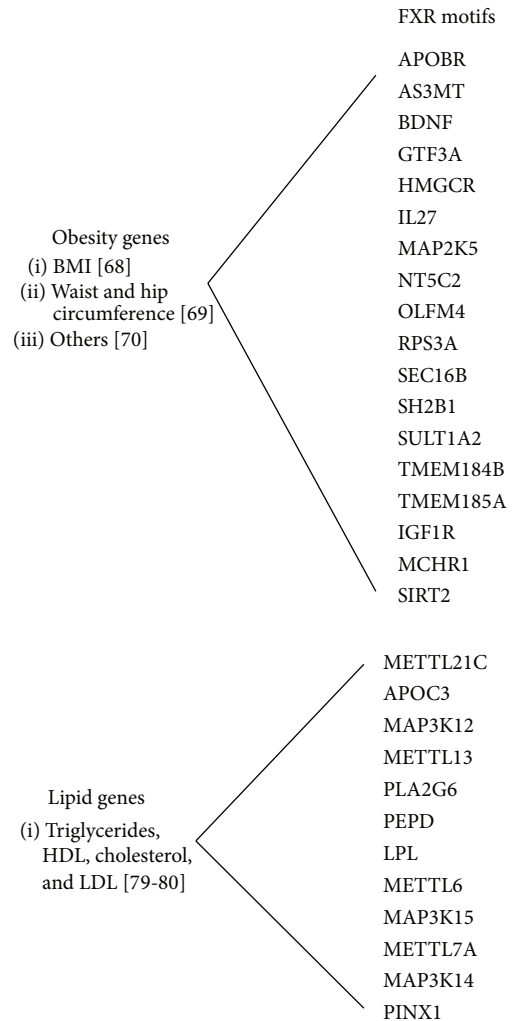 FXR motifs
APOBR
AS3MT
BDNF
GTF3A
HMGCR
IL27
MAP2K5
NT5C2
OLFM4
RPS3A
SEC16B
SH2B1
SULT1A2
TMEM184B
TMEM185A
IGF1R
MCHR1
SIRT2
Obesity genes
(i) BMI [68]
(ii) Waist and hip
circumference [69]
(iii) Others [70]
METTL21C
APOC3
MAP3K12
METTL13
PLA2G6
PEPD
LPL
METTL6
MAP3K15
METTL7A
MAP3K14
PINX1
Lipid genes
(i) Triglycerides,
HDL, cholesterol,
and LDL [79-80]